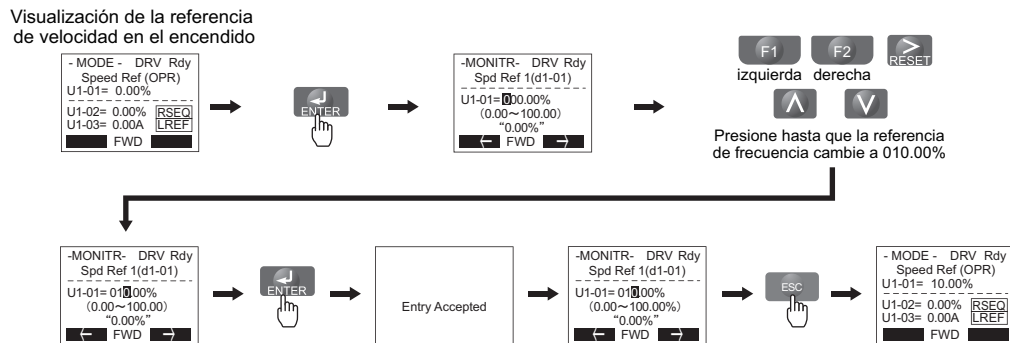 Visualización de la referencia
de velocidad en el encendido
- MODE - DRV Rdy
Speed Ref (OPR)
U1-01= 0.00%
U1-02= 0.00% RSEQ
U1-03= 0.00A LREF
FWD
ENTER
-MONITR- DRV Rdy
Spd Ref 1(d1-01)
U1-01= 000.00%
(0.00~100.00)
“0.00%”
← FWD →
F1 F2 > RESET
izquierda derecha
∧ ∨
Presione hasta que la referencia
de frecuencia cambie a 010.00%
-MONITR- DRV Rdy
Spd Ref 1(d1-01)
U1-01= 010.00%
(0.00~100.00)
“0.00%”
← FWD →
ENTER
Entry Accepted
-MONITR- DRV Rdy
Spd Ref 1(d1-01)
U1-01= 010.00%
(0.00~100.00%)
“0.00%”
← FWD →
ESC
- MODE - DRV Rdy
Speed Ref (OPR)
U1-01= 10.00%
U1-02= 0.00% RSEQ
U1-03= 0.00A LREF
FWD